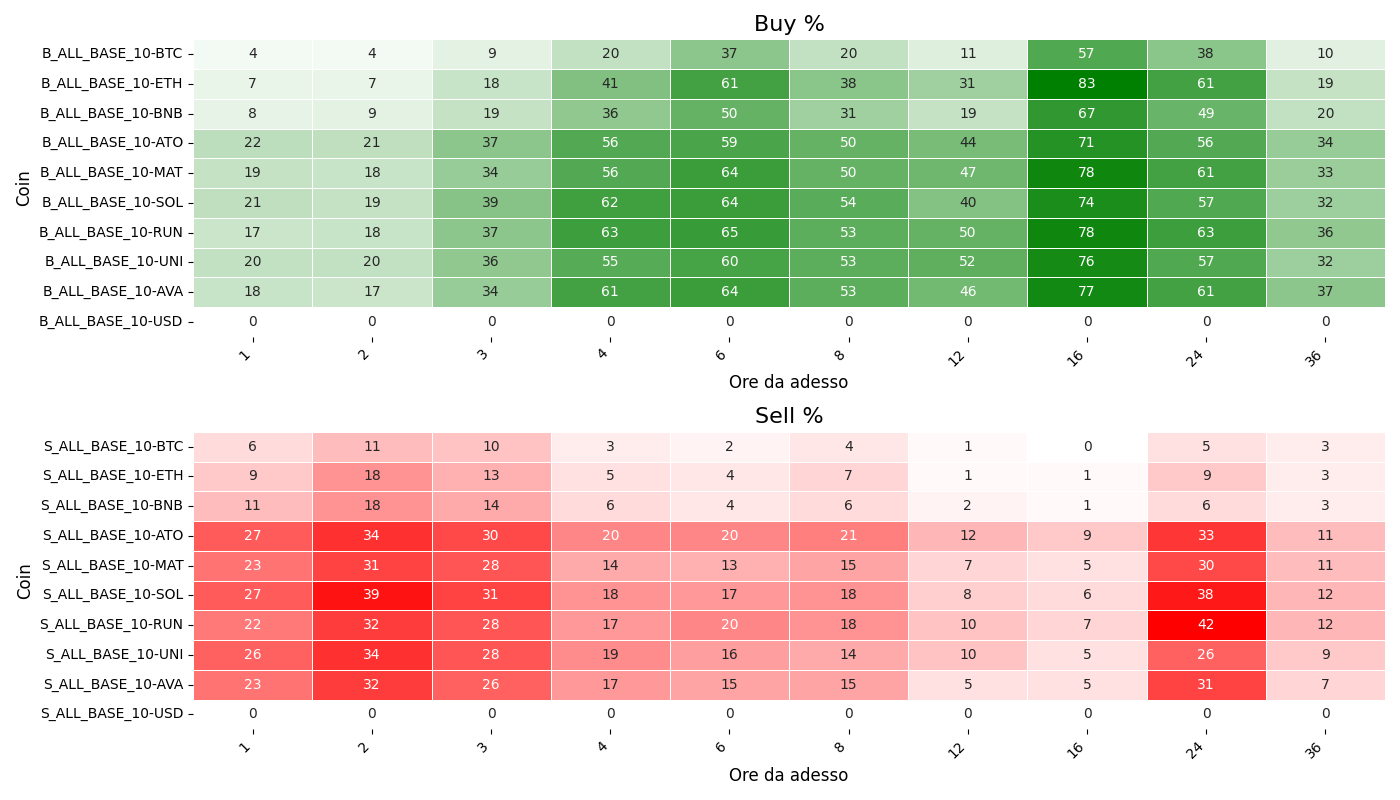 Buy %
Coin
B_ALL_BASE_10-BTC 4 4 9 20 37 20 11 57 38 10
B_ALL_BASE_10-ETH 7 7 18 41 61 38 31 83 61 19
B_ALL_BASE_10-BNB 8 9 19 36 50 31 19 67 49 20
B_ALL_BASE_10-ATO 22 21 37 56 59 50 44 71 56 34
B_ALL_BASE_10-MAT 19 18 34 56 64 50 47 78 61 33
B_ALL_BASE_10-SOL 21 19 39 62 64 54 40 74 57 32
B_ALL_BASE_10-RUN 17 18 37 63 65 53 50 78 63 36
B_ALL_BASE_10-UNI 20 20 36 55 60 53 52 76 57 32
B_ALL_BASE_10-AVA 18 17 34 61 64 53 46 77 61 37
B_ALL_BASE_10-USD 0 0 0 0 0 0 0 0 0 0
1 2 3 4 6 8 12 16 24 36
Ore da adesso
Sell %
Coin
S_ALL_BASE_10-BTC 6 11 10 3 2 4 1 0 5 3
S_ALL_BASE_10-ETH 9 18 13 5 4 7 1 1 9 3
S_ALL_BASE_10-BNB 11 18 14 6 4 6 2 1 6 3
S_ALL_BASE_10-ATO 27 34 30 20 20 21 12 9 33 11
S_ALL_BASE_10-MAT 23 31 28 14 13 15 7 5 30 11
S_ALL_BASE_10-SOL 27 39 31 18 17 18 8 6 38 12
S_ALL_BASE_10-RUN 22 32 28 17 20 18 10 7 42 12
S_ALL_BASE_10-UNI 26 34 28 19 16 14 10 5 26 9
S_ALL_BASE_10-AVA 23 32 26 17 15 15 5 5 31 7
S_ALL_BASE_10-USD 0 0 0 0 0 0 0 0 0 0
1 2 3 4 6 8 12 16 24 36
Ore da adesso